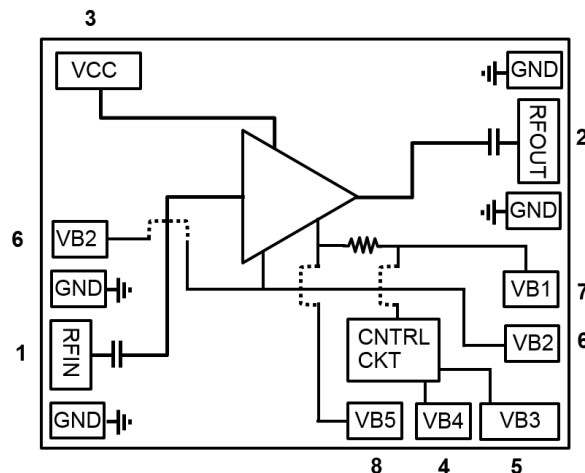 3
VCC
GND
RFOUT
2
GND
6
VB2
GND
VB1
7
1
RFIN
CNTRL
CKT
VB2
6
GND
VB5
VB4
VB3
8
4
5